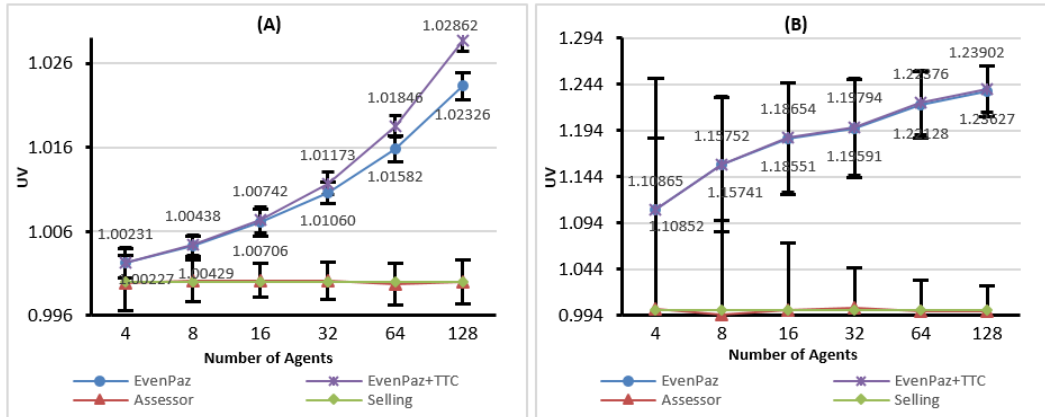 (A)
1.026
1.016
1.006
0.996
UV
1.00231
1.00227
1.00438
1.00429
1.00742
1.00706
1.01173
1.01060
1.01846
1.01582
1.02862
1.02326
4 8 16 32 64 128
Number of Agents
EvenPaz EvenPaz+TTC
Assessor Selling
(B)
1.294
1.244
1.194
1.144
1.094
1.044
0.994
UV
1.10865
1.10852
1.15752
1.15741
1.18654
1.18551
1.19794
1.19591
1.22376
1.22128
1.23902
1.23627
4 8 16 32 64 128
Number of Agents
EvenPaz EvenPaz+TTC
Assessor Selling